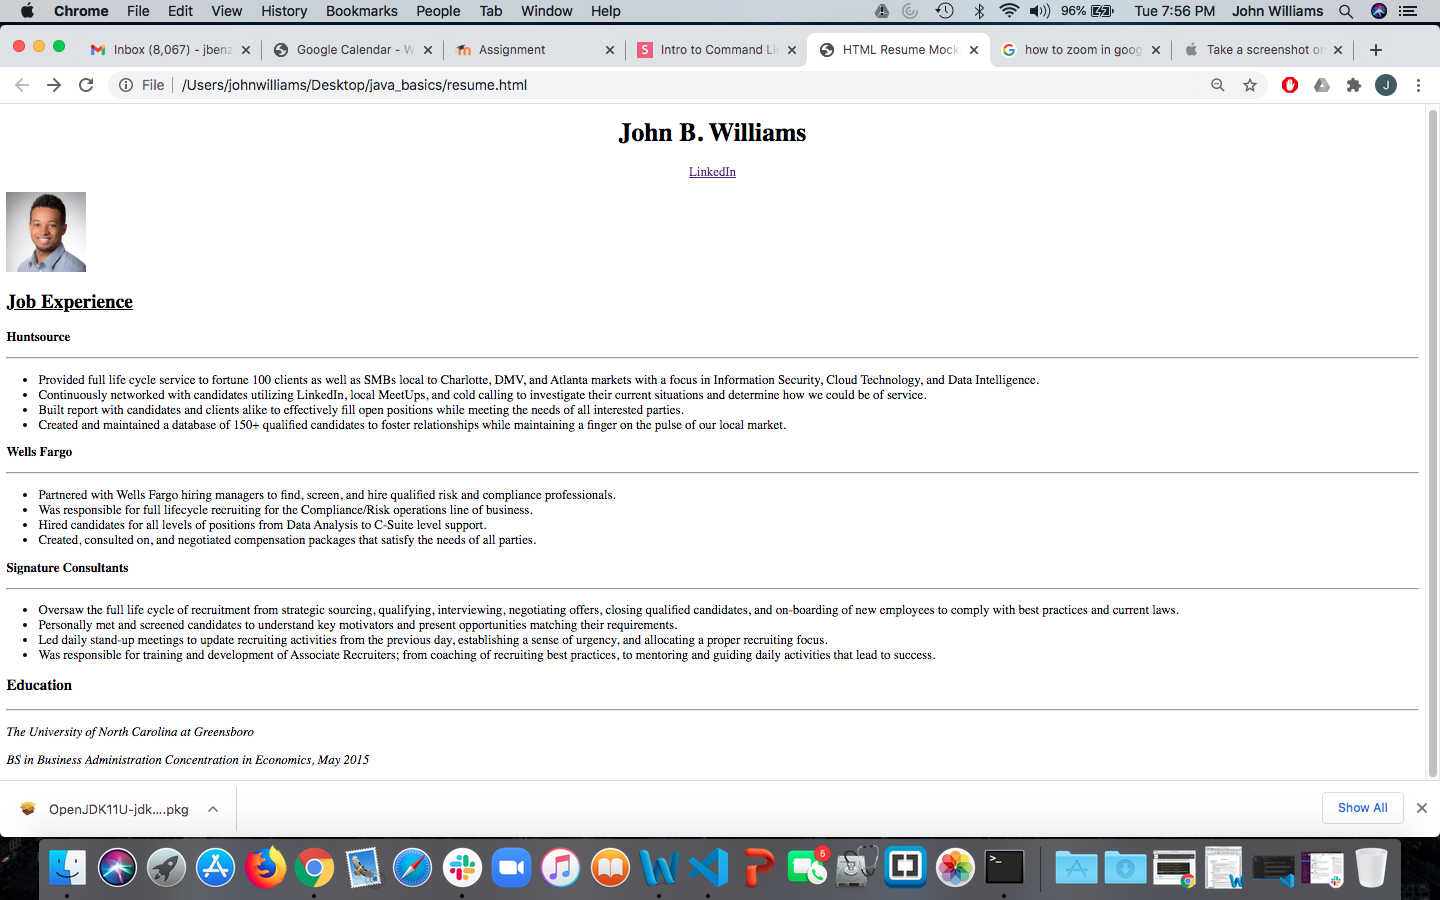 Chrome File Edit View History Bookmarks People Tab Window Help 96% Tue 7:56 PM John Williams
Inbox (8,067) - jbenz Google Calendar - W Assignment Intro to Command Li HTML Resume Mock how to zoom in goog Take a screenshot or
File /Users/johnwilliams/Desktop/java_basics/resume.html J
John B. Williams
LinkedIn
Job Experience
Huntsource
• Provided full life cycle service to fortune 100 clients as well as SMBs local to Charlotte, DMV, and Atlanta markets with a focus in Information Security, Cloud Technology, and Data Intelligence.
• Continuously networked with candidates utilizing LinkedIn, local MeetUps, and cold calling to investigate their current situations and determine how we could be of service.
• Built report with candidates and clients alike to effectively fill open positions while meeting the needs of all interested parties.
• Created and maintained a database of 150+ qualified candidates to foster relationships while maintaining a finger on the pulse of our local market.
Wells Fargo
• Partnered with Wells Fargo hiring managers to find, screen, and hire qualified risk and compliance professionals.
• Was responsible for full lifecycle recruiting for the Compliance/Risk operations line of business.
• Hired candidates for all levels of positions from Data Analysis to C-Suite level support.
• Created, consulted on, and negotiated compensation packages that satisfy the needs of all parties.
Signature Consultants
• Oversaw the full life cycle of recruitment from strategic sourcing, qualifying, interviewing, negotiating offers, closing qualified candidates, and on-boarding of new employees to comply with best practices and current laws.
• Personally met and screened candidates to understand key motivators and present opportunities matching their requirements.
• Led daily stand-up meetings to update recruiting activities from the previous day, establishing a sense of urgency, and allocating a proper recruiting focus.
• Was responsible for training and development of Associate Recruiters; from coaching of recruiting best practices, to mentoring and guiding daily activities that lead to success.
Education
The University of North Carolina at Greensboro
BS in Business Administration Concentration in Economics, May 2015
OpenJDK11U-jdk....pkg Show All
5